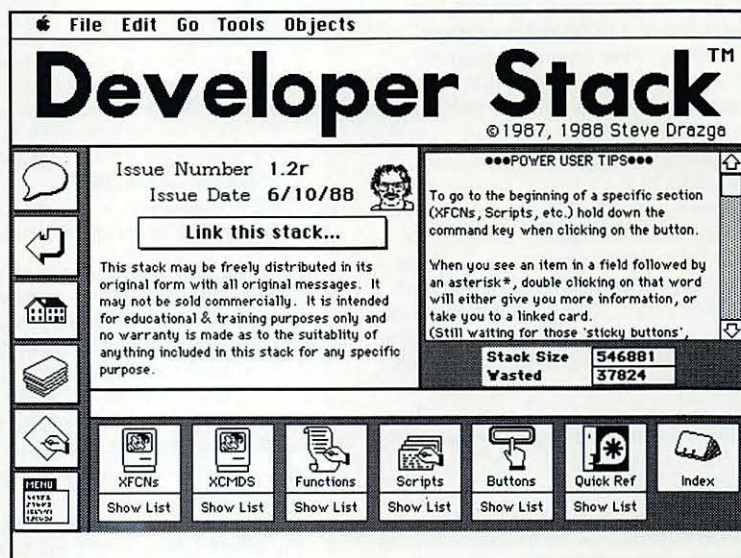 File Edit Go Tools Objects
Developer Stack™
©1987, 1988 Steve Drazga
Issue Number 1.2r
Issue Date 6/10/88
Link this stack...
This stack may be freely distributed in its
original form with all original messages. It
may not be sold commercially. It is intended
for educational & training purposes only and
no warranty is made as to the suitablity of
anything included in this stack for any specific
purpose.
•••POWER USER TIPS•••
To go to the beginning of a specific section
(XFCNs, Scripts, etc.) hold down the
command key when clicking on the button.
When you see an item in a field followed by
an asterisk*, double clicking on that word
will either give you more information, or
take you to a linked card.
(Still waiting for those 'sticky buttons',
Stack Size 546881
Wasted 37824
MENU
XFCNs
XCMDS
Functions
Scripts
Buttons
Quick Ref
Index
Show List
Show List
Show List
Show List
Show List
Show List